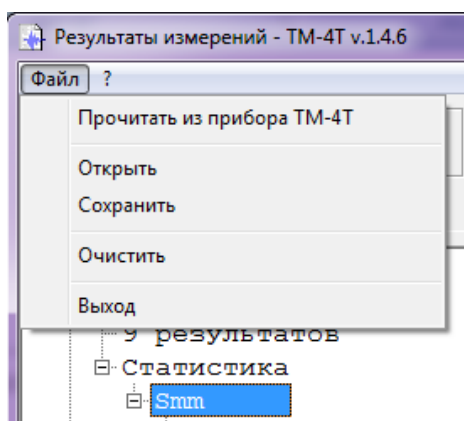 Результаты измерений - ТМ-4Т v.1.4.6
Файл ?
Прочитать из прибора ТМ-4Т
Открыть
Сохранить
Очистить
Выход
9 результатов
Статистика
Smm